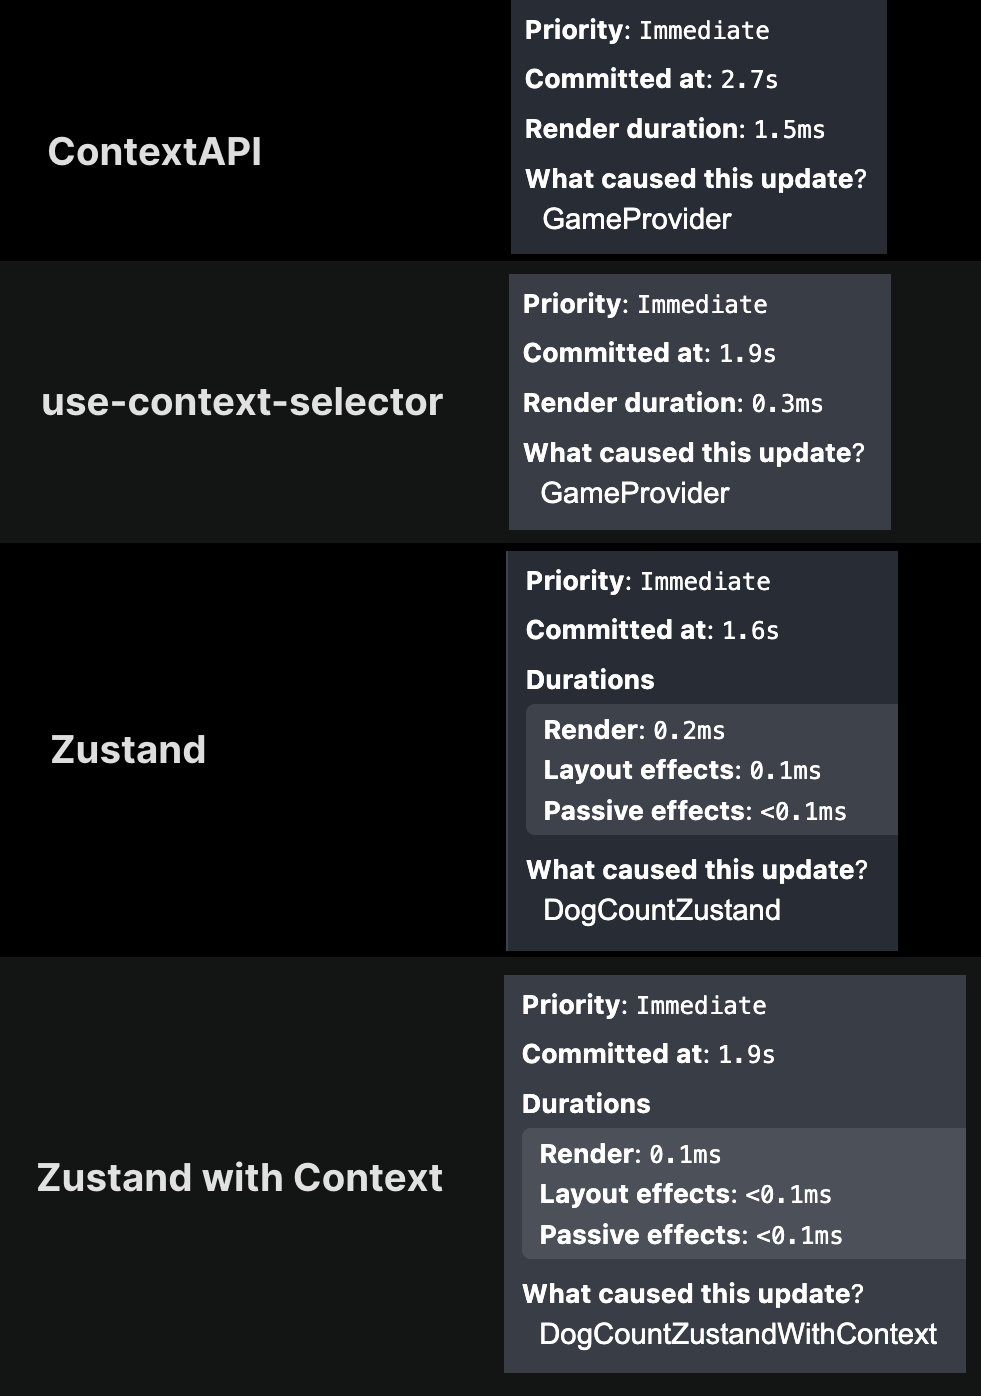 ContextAPI
Priority: Immediate
Committed at: 2.7s
Render duration: 1.5ms
What caused this update?
GameProvider
use-context-selector
Priority: Immediate
Committed at: 1.9s
Render duration: 0.3ms
What caused this update?
GameProvider
Zustand
Priority: Immediate
Committed at: 1.6s
Durations
Render: 0.2ms
Layout effects: 0.1ms
Passive effects: <0.1ms
What caused this update?
DogCountZustand
Zustand with Context
Priority: Immediate
Committed at: 1.9s
Durations
Render: 0.1ms
Layout effects: <0.1ms
Passive effects: <0.1ms
What caused this update?
DogCountZustandWithContext